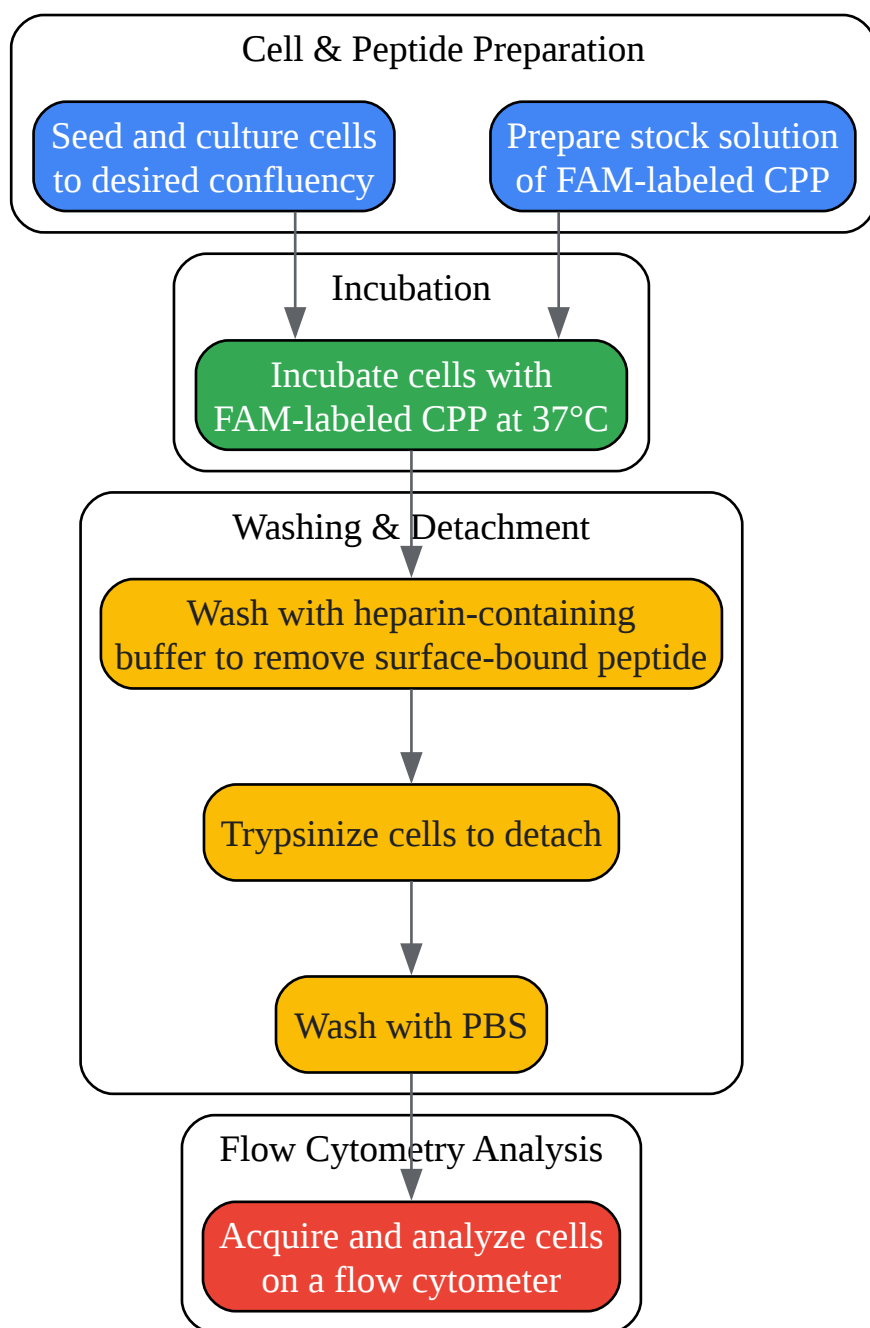 Cell & Peptide Preparation
Seed and culture cells
to desired confluency
Prepare stock solution
of FAM-labeled CPP
Incubation
Incubate cells with
FAM-labeled CPP at 37°C
Washing & Detachment
Wash with heparin-containing
buffer to remove surface-bound peptide
Trypsinize cells to detach
Wash with PBS
Flow Cytometry Analysis
Acquire and analyze cells
on a flow cytometer